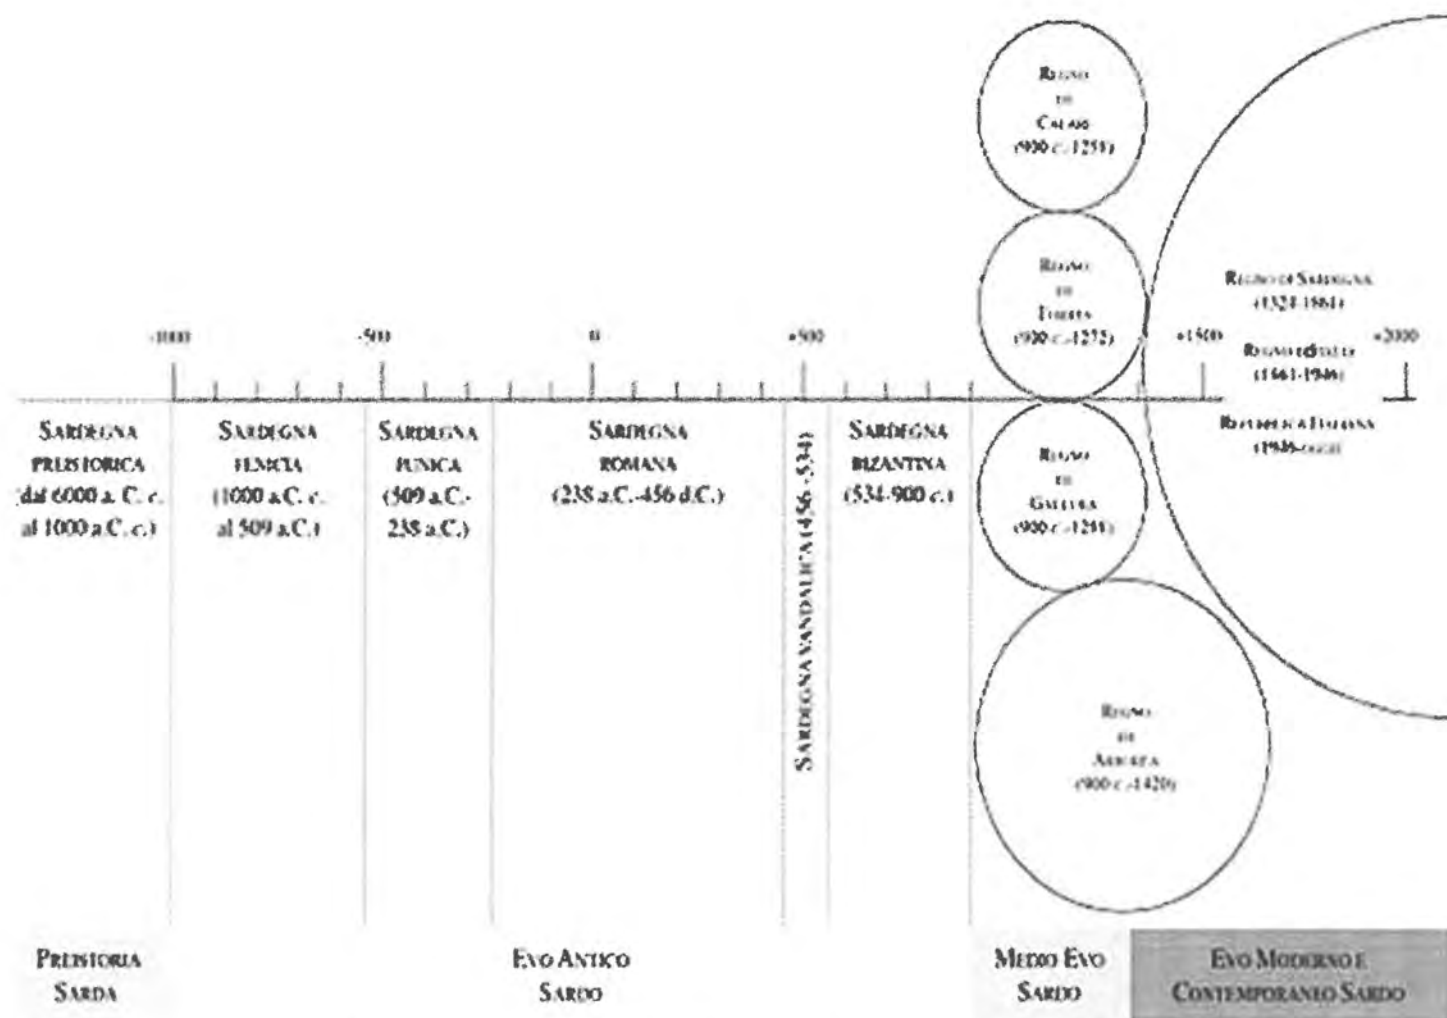 REGNO
DI
CALARI
(900 c.-1258)
REGNO
DI
TORRES
(900 c.-1272)
REGNO DI SARDEGNA
(1324-1861)
-1000
-500
0
+500
+1500
+2000
REGNO D'ITALIA
(1861-1946)
SARDEGNA
PREISTORICA
dal 6000 a. C. c.
al 1000 a.C. c.)
SARDEGNA
FENICIA
(1000 a.C. c.
al 509 a.C.)
SARDEGNA
PUNICA
(509 a.C.-
238 a.C.)
SARDEGNA
ROMANA
(238 a.C.-456 d.C.)
SARDEGNA VANDALICA (456 -534)
SARDEGNA
BIZANTINA
(534-900 c.)
REGNO
DI
GALLURA
(900 c.-1288)
REPUBBLICA ITALIANA
(1946-oggi)
REGNO
DI
ARBOREA
(900 c.-1420)
PREISTORIA
SARDA
EVO ANTICO
SARDO
MEDIO EVO
SARDO
EVO MODERNO E
CONTEMPORANEO SARDO